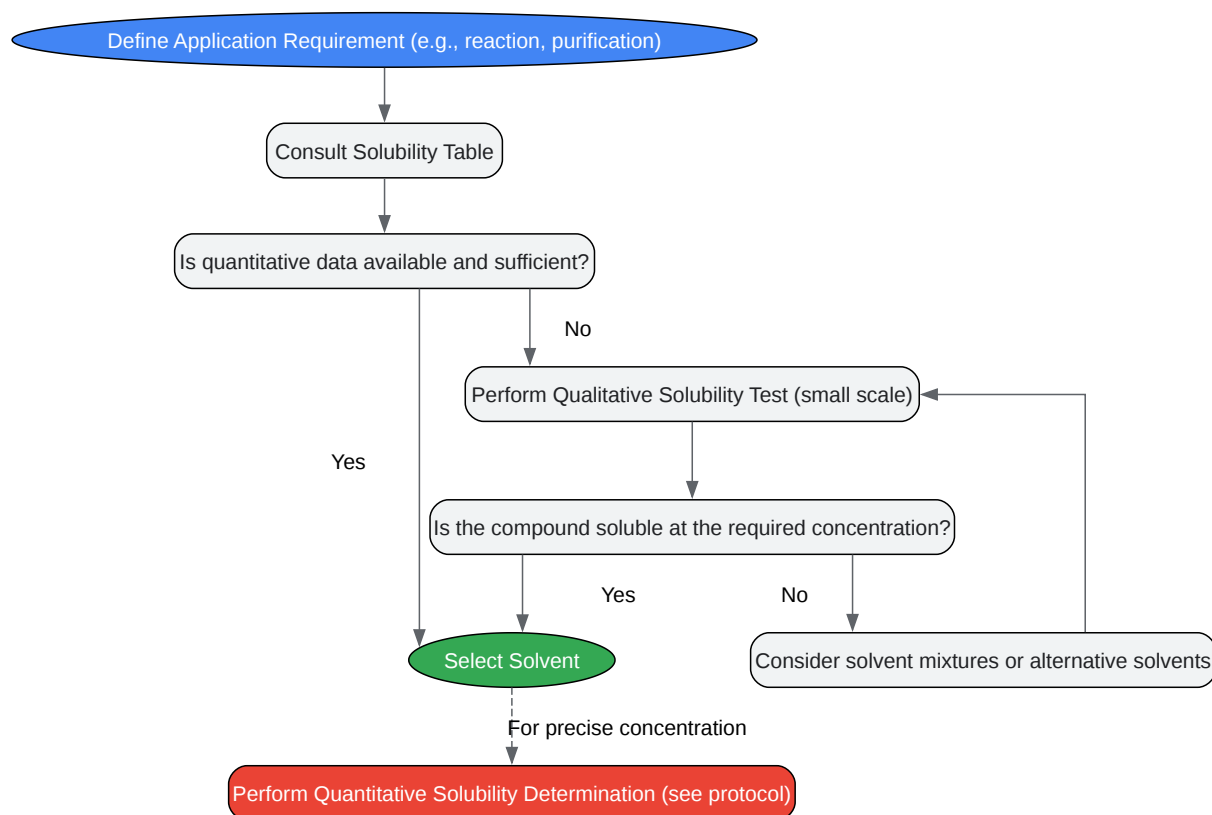 Define Application Requirement (e.g., reaction, purification)
Consult Solubility Table
Is quantitative data available and sufficient?
No
Perform Qualitative Solubility Test (small scale)
Yes
Is the compound soluble at the required concentration?
Yes
No
Select Solvent
Consider solvent mixtures or alternative solvents
For precise concentration
Perform Quantitative Solubility Determination (see protocol)